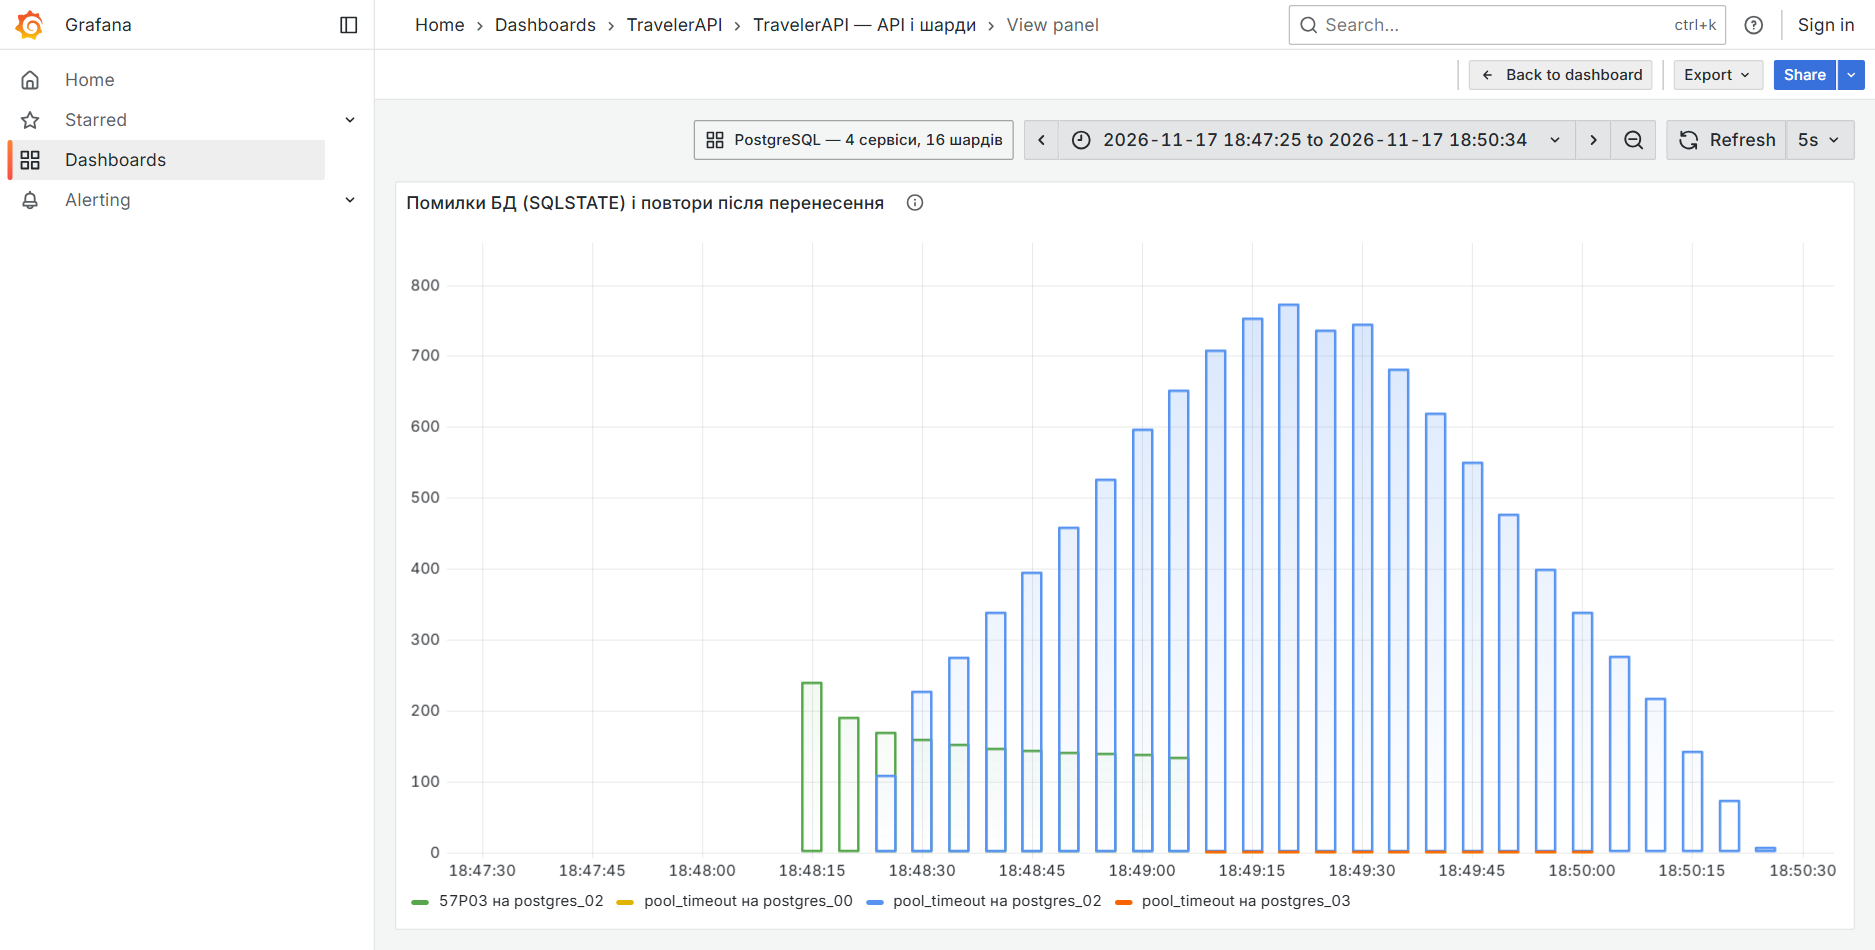 Grafana
Home › Dashboards › TravelerAPI › TravelerAPI — API і шарди › View panel
Search...
ctrl+k
Sign in
Home
Starred
Dashboards
Alerting
Back to dashboard
Export
Share
PostgreSQL — 4 сервіси, 16 шардів
2026-11-17 18:47:25 to 2026-11-17 18:50:34
Refresh
5s
Помилки БД (SQLSTATE) і повтори після перенесення
800
700
600
500
400
300
200
100
0
18:47:30 18:47:45 18:48:00 18:48:15 18:48:30 18:48:45 18:49:00 18:49:15 18:49:30 18:49:45 18:50:00 18:50:15 18:50:30
57P03 на postgres_02 pool_timeout на postgres_00 pool_timeout на postgres_02 pool_timeout на postgres_03